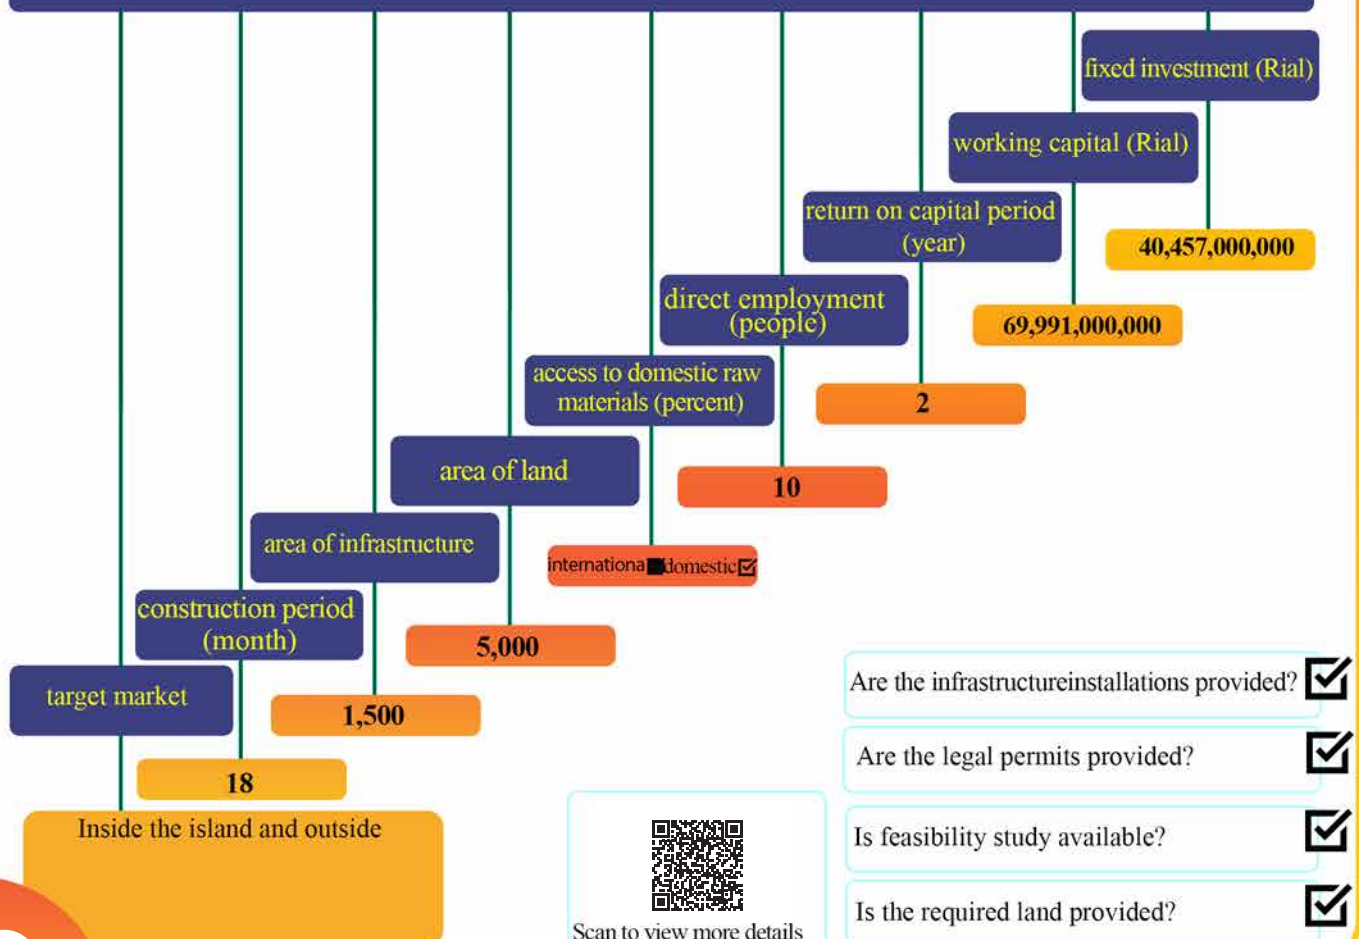 fixed investment (Rial)
working capital (Rial)
return on capital period
(year)
40,457,000,000
direct employment
(people)
69,991,000,000
access to domestic raw
materials (percent)
2
area of land
10
area of infrastructure
internationa domestic
construction period
(month)
5,000
target market
1,500
18
Inside the island and outside
Are the infrastructureinstallations provided?
Are the legal permits provided?
Is feasibility study available?
Is the required land provided?
Scan to view more details